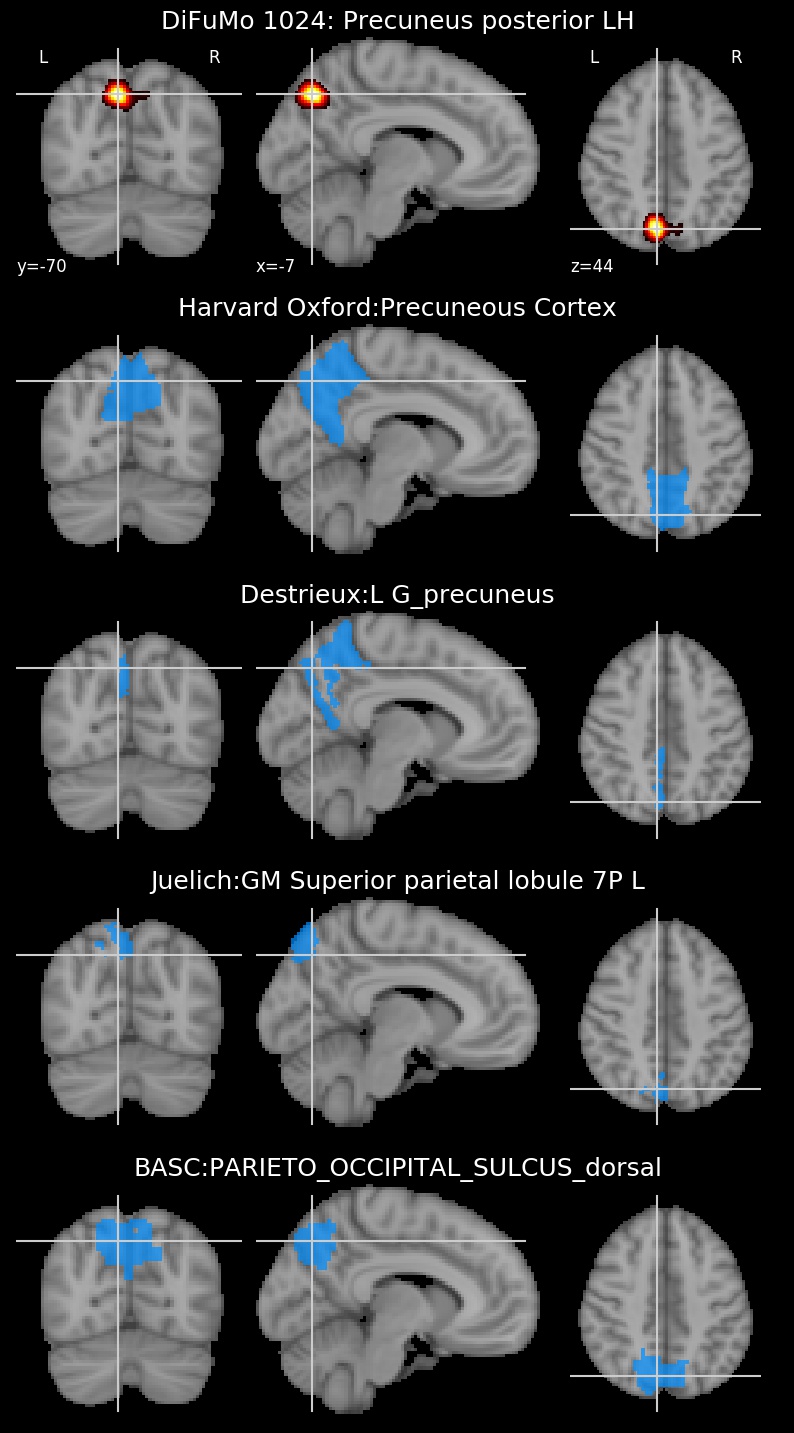 DiFuMo 1024: Precuneus posterior LH
L R L R
y=-70 x=-7 z=44
Harvard Oxford:Precuneous Cortex
Destrieux:L G_precuneus
Juelich:GM Superior parietal lobule 7P L
BASC:PARIETO_OCCIPITAL_SULCUS_dorsal